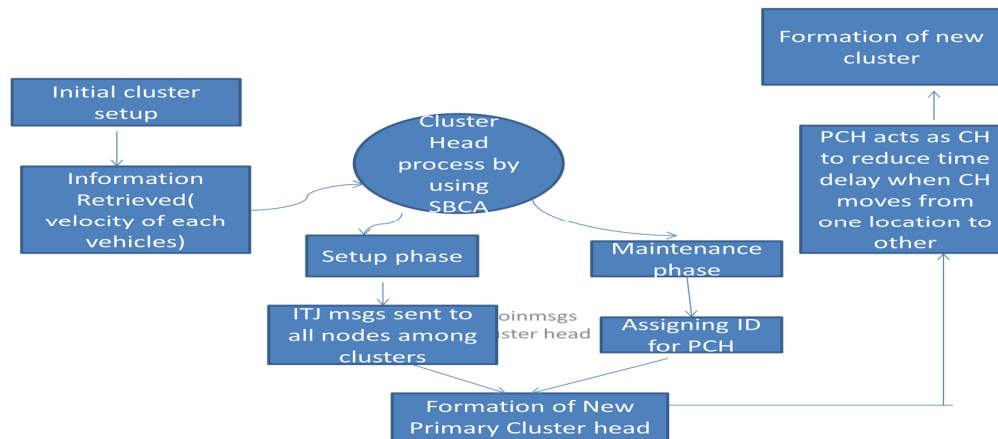 Initial cluster
setup
Information
Retrieved(
velocity of each
vehicles)
Cluster
Head
process by
using
SBCA
Setup phase
ITJ msgs sent to
all nodes among
clusters
Maintenance
phase
Assigning ID
for PCH
Formation of New
Primary Cluster head
PCH acts as CH
to reduce time
delay when CH
moves from
one location to
other
Formation of new
cluster
head